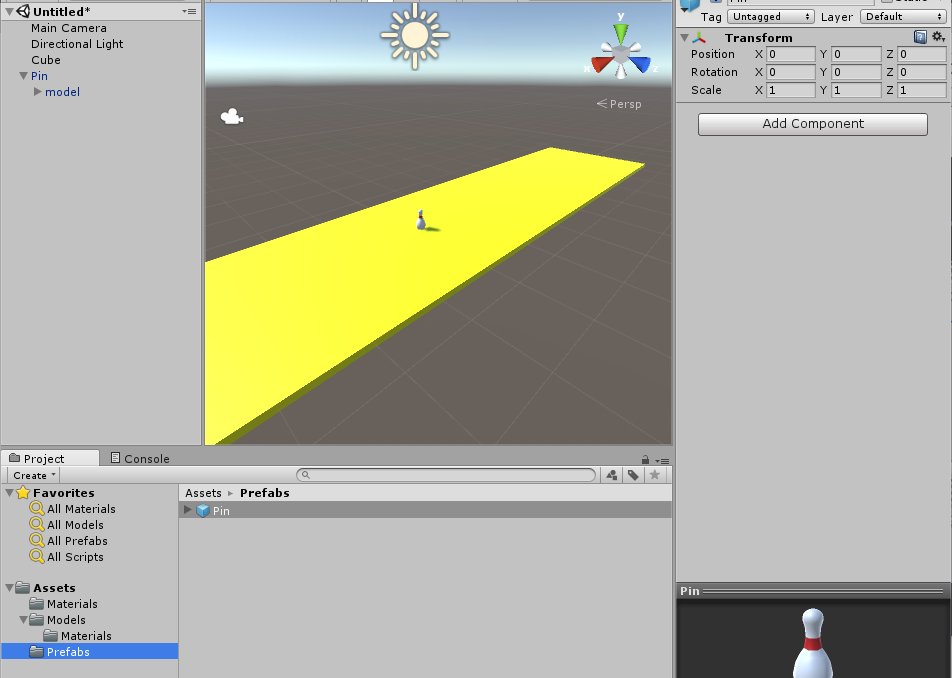 Untitled*
Main Camera
Directional Light
Cube
Pin
model
y
x
z
Persp
Tag Untagged Layer Default
Transform
Position X 0 Y 0 Z 0
Rotation X 0 Y 0 Z 0
Scale X 1 Y 1 Z 1
Add Component
Project Console
Create
Favorites
All Materials
All Models
All Prefabs
All Scripts
Assets
Materials
Models
Materials
Prefabs
Assets ▸ Prefabs
Pin
Pin